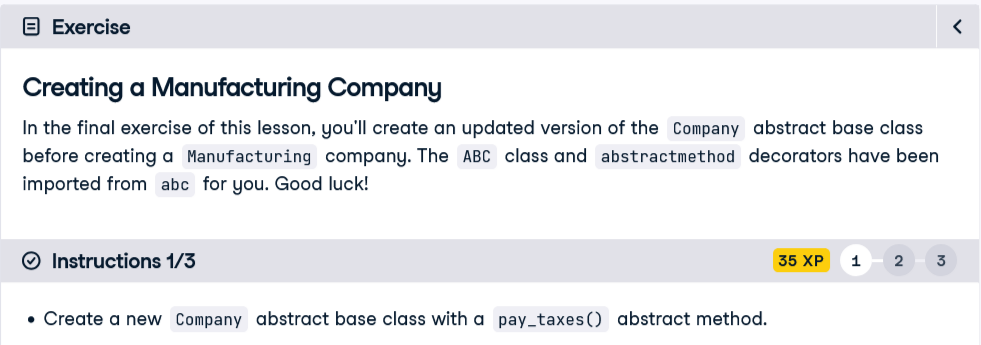 Exercise
Creating a Manufacturing Company
In the final exercise of this lesson, you'll create an updated version of the Company abstract base class
before creating a Manufacturing company. The ABC class and abstractmethod decorators have been
imported from abc for you. Good luck!
Instructions 1/3
35 XP 1 2 3
• Create a new Company abstract base class with a pay_taxes() abstract method.